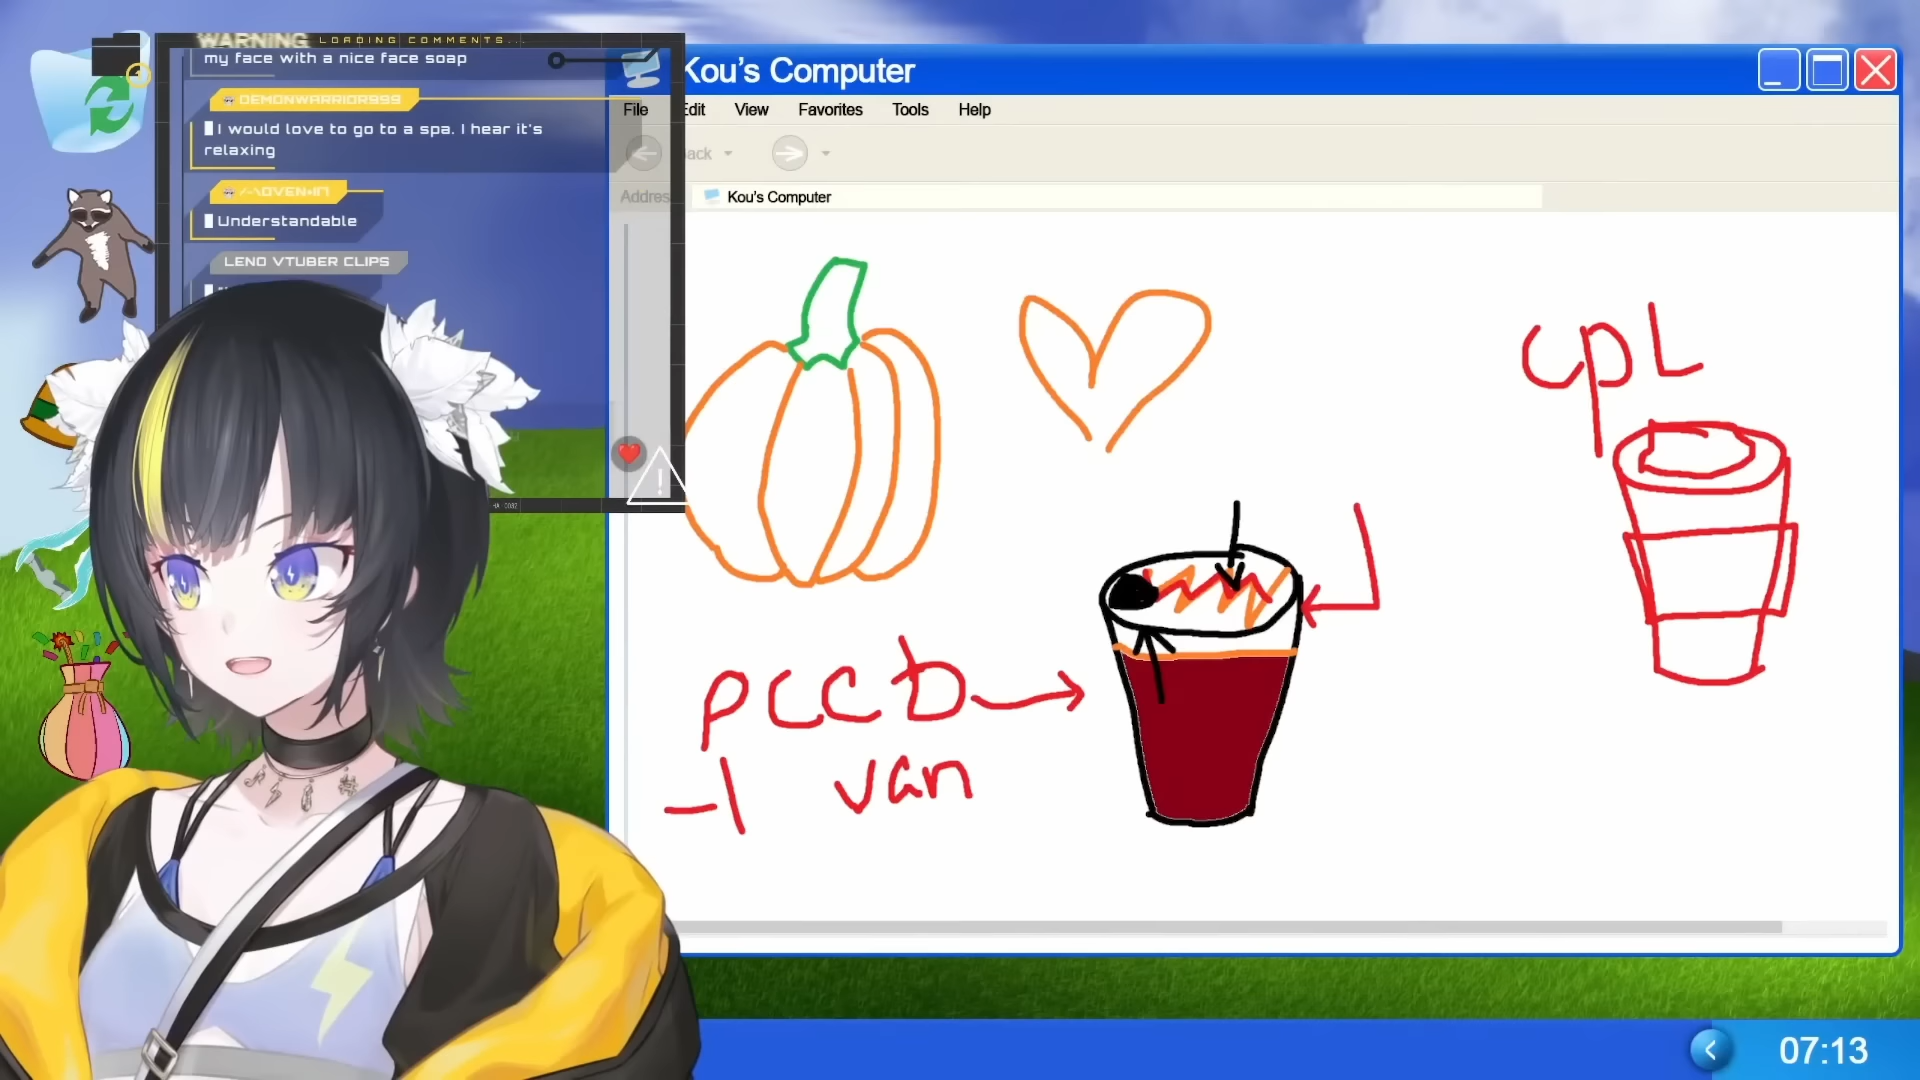 WARNING LOADING COMMENTS...
my face with a nice face soap
DEMONWARRIOR999
I would love to go to a spa. I hear it's
relaxing
Understandable
LENO VTUBER CLIPS
Kou's Computer
File Edit View Favorites Tools Help
Back
Addres
Kou's Computer
cpL
pccb
-1 van
07:13